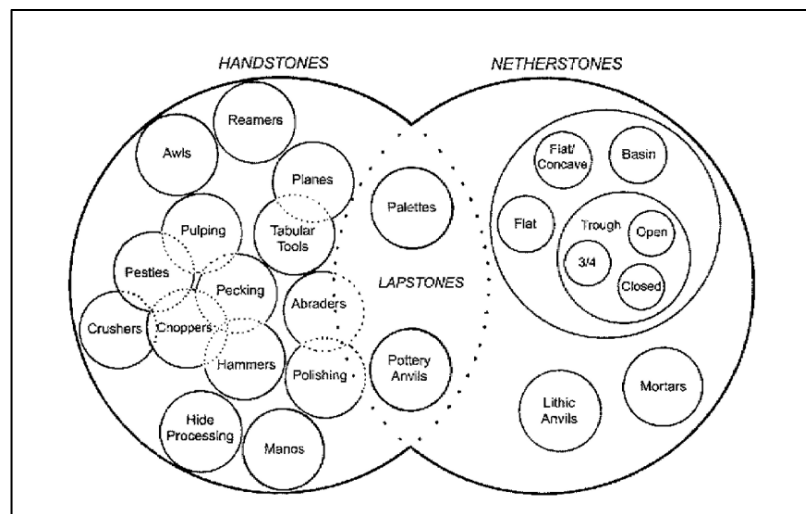 HANDSTONES
NETHERSTONES
Reamers
Awls
Planes
Flat/
Concave
Basin
Palettes
Pulping
Tabular
Tools
Flat
Trough
Open
3/4
Closed
Pestles
Pecking
LAPSTONES
Abraders
Crushers
Choppers
Hammers
Polishing
Pottery
Anvils
Lithic
Anvils
Mortars
Hide
Processing
Manos